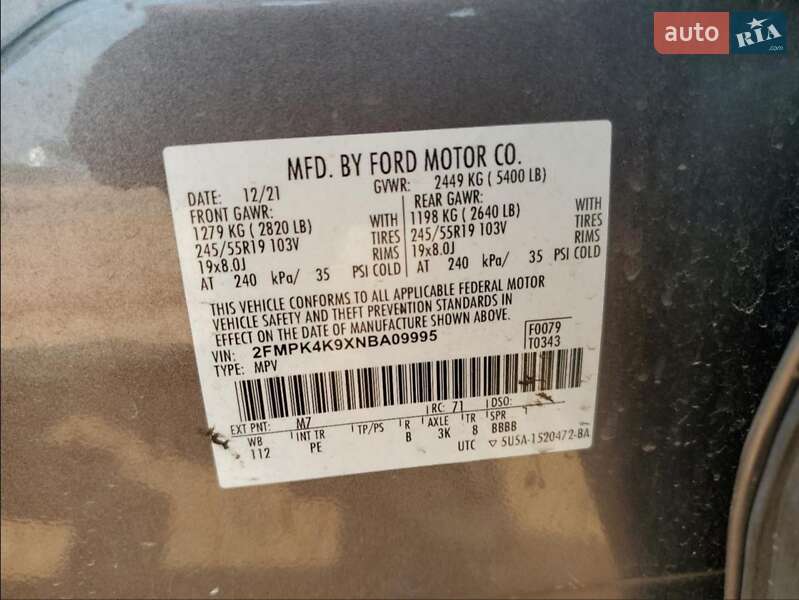 auto RIA .com
MFD. BY FORD MOTOR CO.
DATE: 12/21 GVWR: 2449 KG ( 5400 LB)
FRONT GAWR: REAR GAWR:
1279 KG ( 2820 LB) WITH 1198 KG ( 2640 LB) WITH
245/55R19 103V TIRES 245/55R19 103V TIRES
19x8.0J RIMS 19x8.0J RIMS
AT 240 kPa/ 35 PSI COLD AT 240 kPa/ 35 PSI COLD
THIS VEHICLE CONFORMS TO ALL APPLICABLE FEDERAL MOTOR
VEHICLE SAFETY AND THEFT PREVENTION STANDARDS IN
EFFECT ON THE DATE OF MANUFACTURE SHOWN ABOVE.
VIN: 2FMPK4K9XNBA09995 F0079
TYPE: MPV T0343
EXT PNT: M7 RC: 71 DSO:
WB INT TR TP/PS R AXLE TR SPR
112 PE B 3K 8 BBBB
UTC ▽ 5U5A-1520472-BA